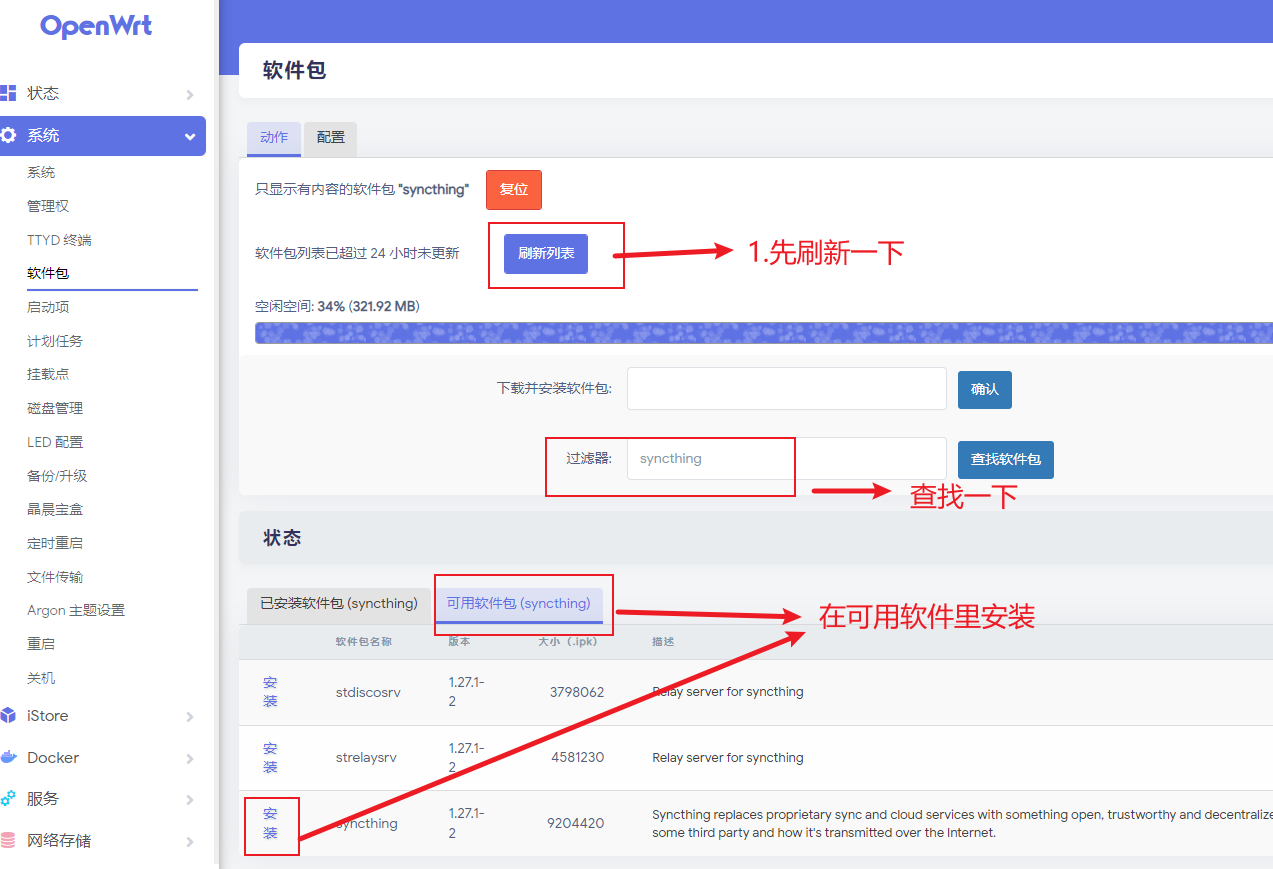 OpenWrt
软件包
状态
系统
系统
管理权
TTYD 终端
软件包
启动项
计划任务
挂载点
磁盘管理
LED 配置
备份/升级
晶晨宝盒
定时重启
文件传输
Argon 主题设置
重启
关机
iStore
Docker
服务
网络存储
动作 配置
只显示有内容的软件包 "syncthing" 复位
软件包列表已超过 24 小时未更新 刷新列表 1.先刷新一下
空闲空间: 34% (321.92 MB)
下载并安装软件包: 确认
过滤器: syncthing 查找软件包
查找一下
状态
已安装软件包 (syncthing) 可用软件包 (syncthing) 在可用软件里安装
软件包名称 版本 大小 (.ipk) 描述
安装 stdiscosrv 1.27.1-2 3798062 Relay server for syncthing
安装 strelaysrv 1.27.1-2 4581230 Relay server for syncthing
安装 syncthing 1.27.1-2 9204420 Syncthing replaces proprietary sync and cloud services with something open, trustworthy and decentralize
some third party and how it's transmitted over the Internet.